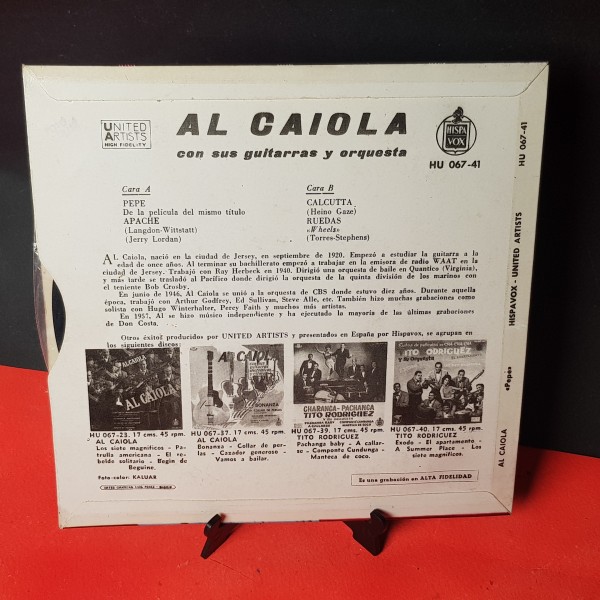 UNITED
ARTISTS
HIGH FIDELITY
AL CAIOLA
con sus guitarras y orquesta
HISPA
VOX
HU 067-41
Cara A
PEPE
De la película del mismo título
APACHE
(Langdon-Wittstatt)
(Jerry Lordan)
Cara B
CALCUTTA
(Heino Gaze)
RUEDAS
«Wheels»
(Torres-Stephens)
AL Caiola, nació en la ciudad de Jersey, en septiembre de 1920. Empezó a estudiar la guitarra a la
edad de once años. Al terminar su bachillerato empezó a trabajar en la emisora de radio WAAT en la
ciudad de Jersey. Trabajó con Ray Herbeck en 1940. Dirigió una orquesta de baile en Quantico (Virginia),
y más tarde se trasladó al Pacífico donde dirigió la orquesta de la quinta división de los marinos con
el teniente Bob Crosby.
En junio de 1946, Al Caiola se unió a la orquesta de CBS donde estuvo diez años. Durante aquella
época, trabajó con Arthur Godfrey, Ed Sullivan, Steve Alle, etc. También hizo muchas grabaciones como
solista con Hugo Winterhalter, Percy Faith y muchos más artistas.
En 1957, Al se hizo músico independiente y ha ejecutado la mayoría de las últimas grabaciones
de Don Costa.
Otros éxitos producidos por UNITED ARTISTS y presentados en España por Hispavox, se agrupan en
los siguientes discos:
AL CAIOLA
AL CAIOLA
BONANZA
CHARANGA - PACHANGA
TITO RODRIGUEZ
TITO RODRIGUEZ
y su Orquesta
HU 067-23. 17 cms. 45 rpm.
AL CAIOLA
Los siete magníficos - Pa-
trulla americana - El re-
belde solitario - Begin de
Beguine.
HU 067-37. 17 cms. 45 rpm.
AL CAIOLA
Bonanza - Collar de per-
las - Cazador generoso -
Vamos a bailar.
HU 067-39. 17 cms. 45 rpm.
TITO RODRIGUEZ
Pachanga baby - A callar-
se - Componte Cundunga -
Manteca de coco.
HU 067-40. 17 cms. 45 rpm.
TITO RODRIGUEZ
Exodo - El apartamento -
A Summer Place - Los
siete magníficos.
Foto color: KALUAB
Es una grabación en ALTA FIDELIDAD
AL CAIOLA
«Pepe»
HISPAVOX - UNITED ARTISTS
HU 067-41